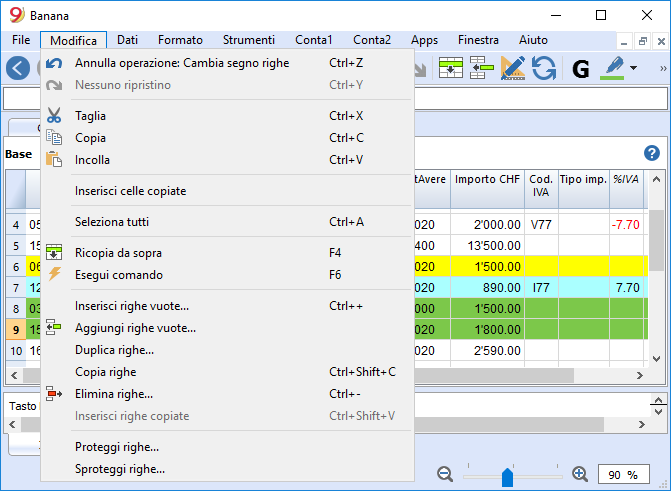 Banana
File Modifica Dati Formato Strumenti Conta1 Conta2 Apps Finestra Aiuto
Annulla operazione: Cambia segno righe Ctrl+Z
Nessuno ripristino Ctrl+Y
Taglia Ctrl+X
Copia Ctrl+C
Incolla Ctrl+V
Inserisci celle copiate
Seleziona tutti Ctrl+A
Ricopia da sopra F4
Esegui comando F6
Inserisci righe vuote... Ctrl++
Aggiungi righe vuote...
Duplica righe...
Copia righe Ctrl+Shift+C
Elimina righe... Ctrl+-
Inserisci righe copiate Ctrl+Shift+V
Proteggi righe...
Sproteggi righe...
G
Base
tAvere Importo CHF Cod. IVA Tipo imp. %IVA
4 05 020 2'000.00 V77 -7.70
5 15 400 13'500.00
6 06 020 1'500.00
7 12 020 890.00 I77 7.70
8 03 000 1'500.00
9 15 020 1'800.00
10 16 020 2'590.00
Tasto
90 %